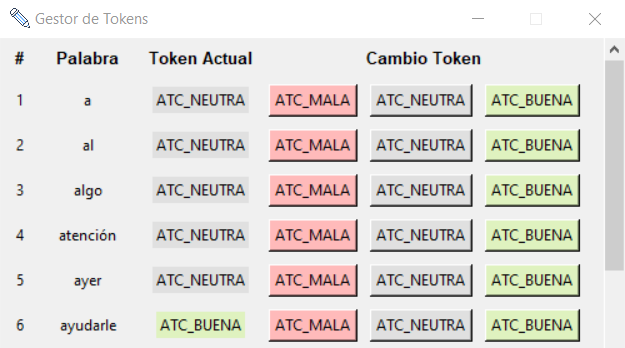 Gestor de Tokens
# Palabra Token Actual Cambio Token
1 a ATC_NEUTRA ATC_MALA ATC_NEUTRA ATC_BUENA
2 al ATC_NEUTRA ATC_MALA ATC_NEUTRA ATC_BUENA
3 algo ATC_NEUTRA ATC_MALA ATC_NEUTRA ATC_BUENA
4 atención ATC_NEUTRA ATC_MALA ATC_NEUTRA ATC_BUENA
5 ayer ATC_NEUTRA ATC_MALA ATC_NEUTRA ATC_BUENA
6 ayudarle ATC_BUENA ATC_MALA ATC_NEUTRA ATC_BUENA